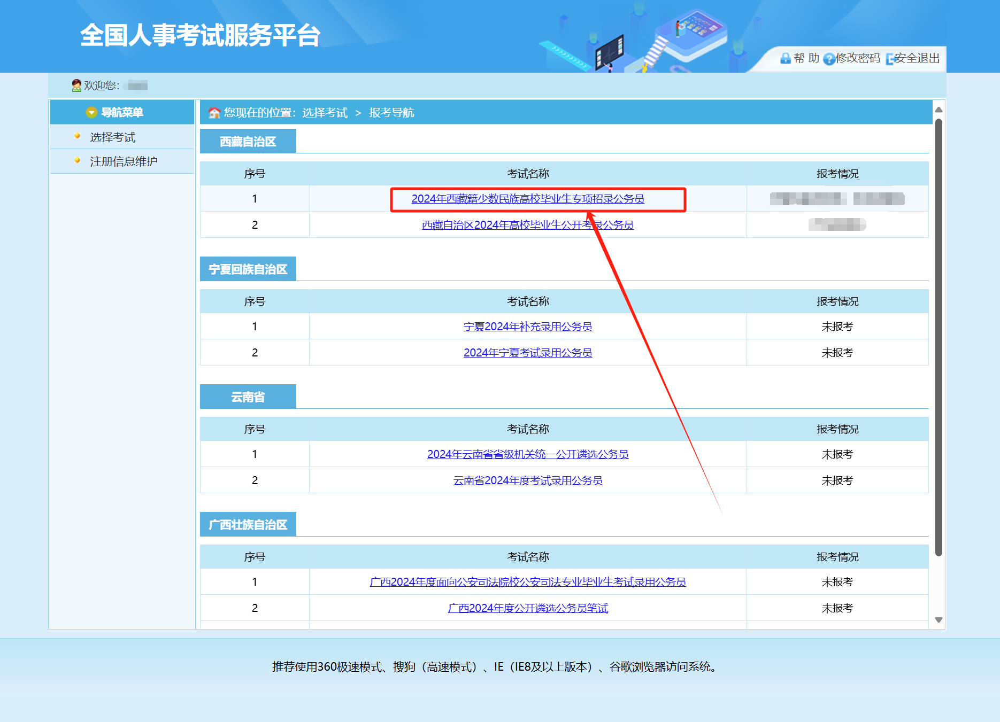 全国人事考试服务平台
帮 助 修改密码 安全退出
欢迎您:
导航菜单
选择考试
注册信息维护
您现在的位置：选择考试 > 报考导航
西藏自治区
序号 考试名称 报考情况
1 2024年西藏籍少数民族高校毕业生专项招录公务员
2 西藏自治区2024年高校毕业生公开考录公务员
宁夏回族自治区
序号 考试名称 报考情况
1 宁夏2024年补充录用公务员 未报考
2 2024年宁夏考试录用公务员 未报考
云南省
序号 考试名称 报考情况
1 2024年云南省省级机关统一公开遴选公务员 未报考
2 云南省2024年度考试录用公务员 未报考
广西壮族自治区
序号 考试名称 报考情况
1 广西2024年度面向公安司法院校公安司法专业毕业生考试录用公务员 未报考
2 广西2024年度公开遴选公务员笔试 未报考
推荐使用360极速模式、搜狗（高速模式）、IE（IE8及以上版本）、谷歌浏览器访问系统。